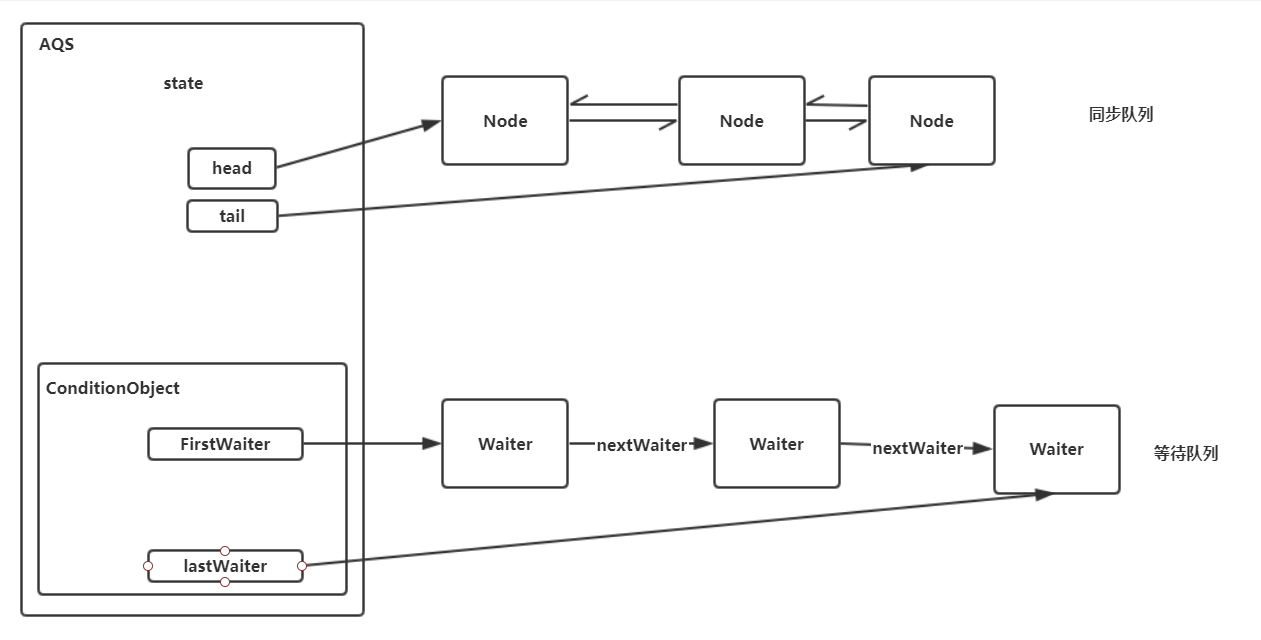 AQS
state
Node
Node
Node
同步队列
head
tail
ConditionObject
FirstWaiter
Waiter
nextWaiter
Waiter
nextWaiter
Waiter
等待队列
lastWaiter